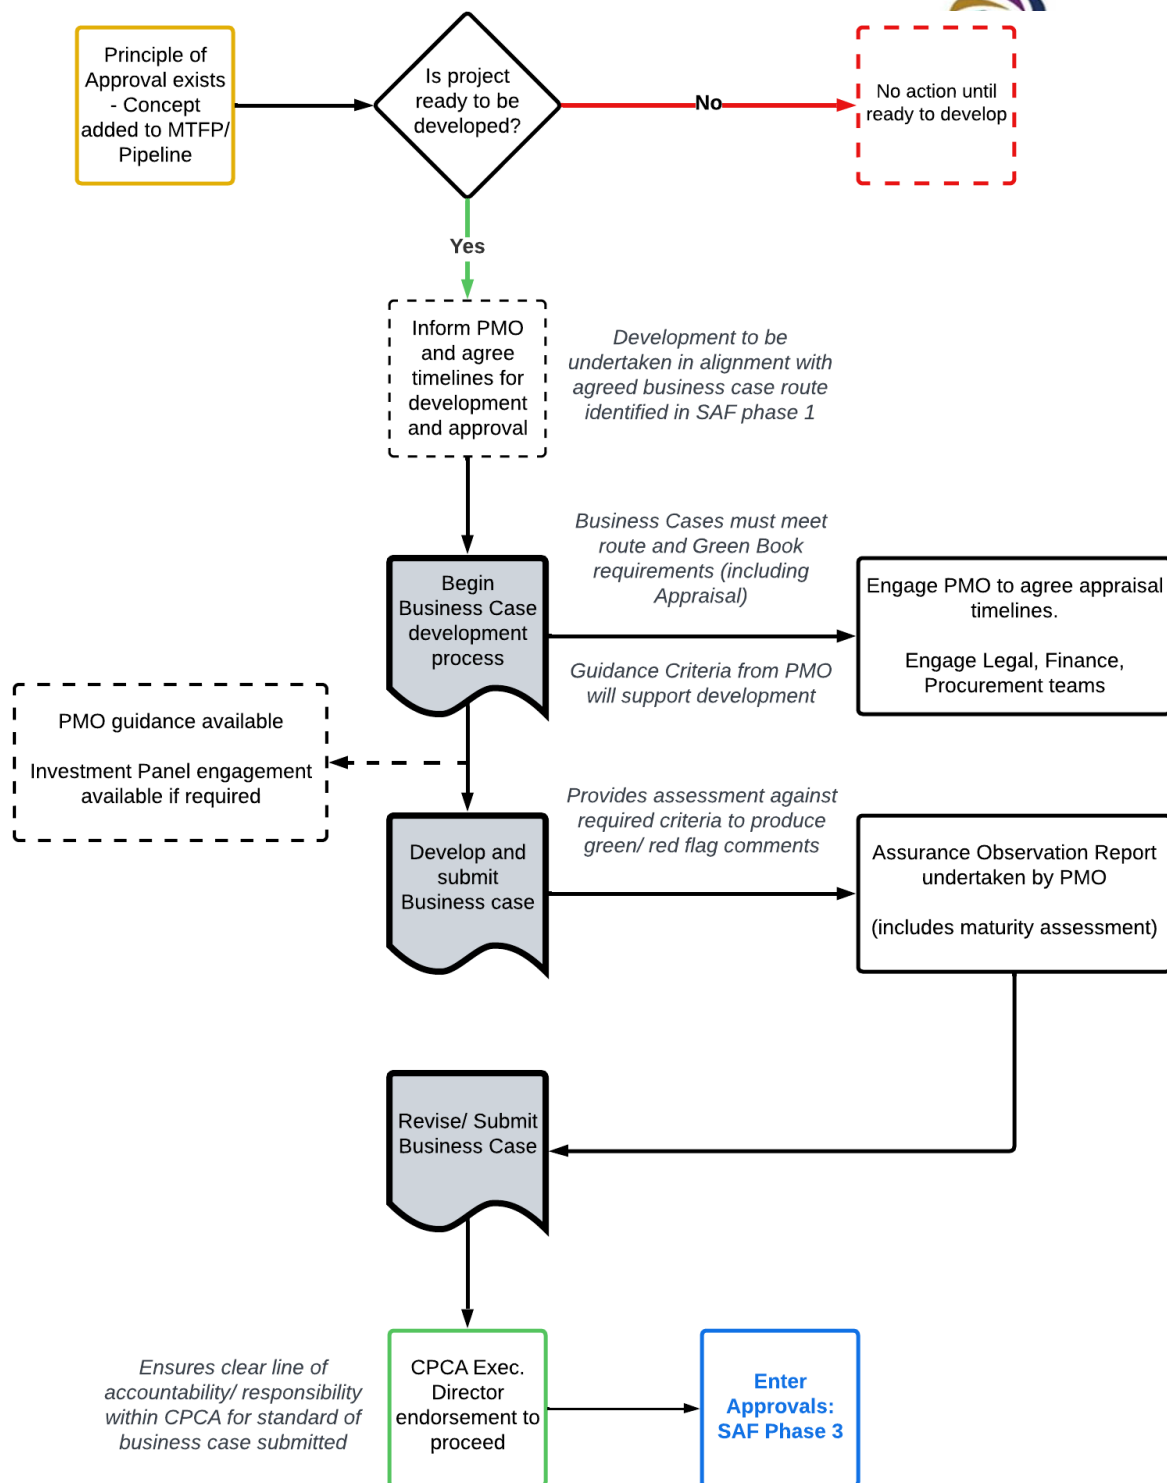 Principle of
Approval exists
- Concept
added to MTFP/
Pipeline
Is project
ready to be
developed?
No
No action until
ready to develop
Yes
Inform PMO
and agree
timelines for
development
and approval
Development to be
undertaken in alignment with
agreed business case route
identified in SAF phase 1
Business Cases must meet
route and Green Book
requirements (including
Appraisal)
Begin
Business Case
development
process
Engage PMO to agree appraisal
timelines.
Engage Legal, Finance,
Procurement teams
Guidance Criteria from PMO
will support development
PMO guidance available
Investment Panel engagement
available if required
Provides assessment against
required criteria to produce
green/ red flag comments
Develop and
submit
Business case
Assurance Observation Report
undertaken by PMO
(includes maturity assessment)
Revise/ Submit
Business Case
Ensures clear line of
accountability/ responsibility
within CPCA for standard of
business case submitted
CPCA Exec.
Director
endorsement to
proceed
Enter
Approvals:
SAF Phase 3